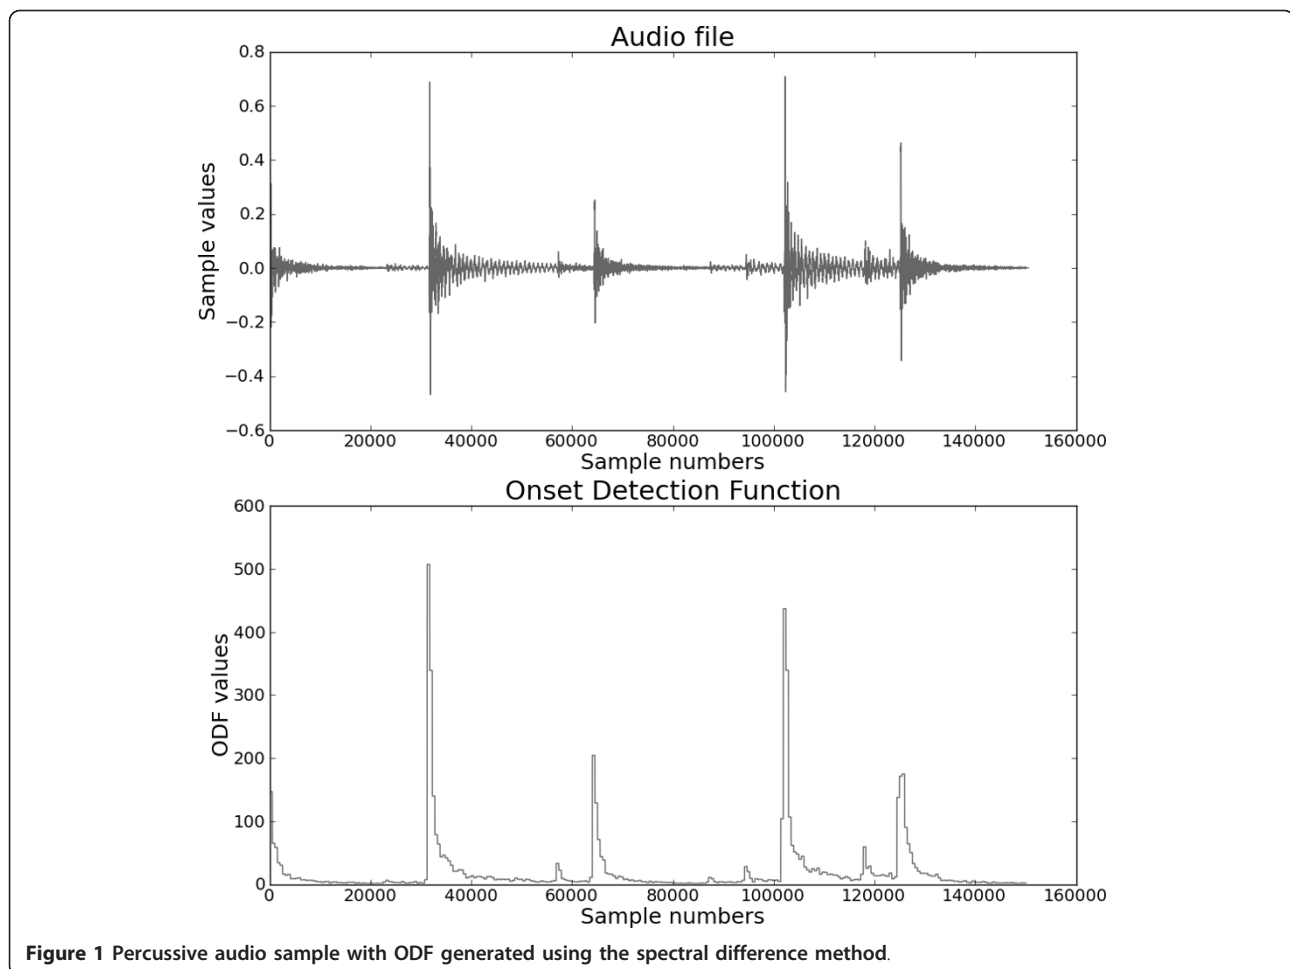 Audio file
0.8
0.6
0.4
0.2
0.0
−0.2
−0.4
−0.6
Sample values
0 20000 40000 60000 80000 100000 120000 140000 160000
Sample numbers
Onset Detection Function
600
500
400
300
200
100
0
ODF values
0 20000 40000 60000 80000 100000 120000 140000 160000
Sample numbers
Figure 1 Percussive audio sample with ODF generated using the spectral difference method.